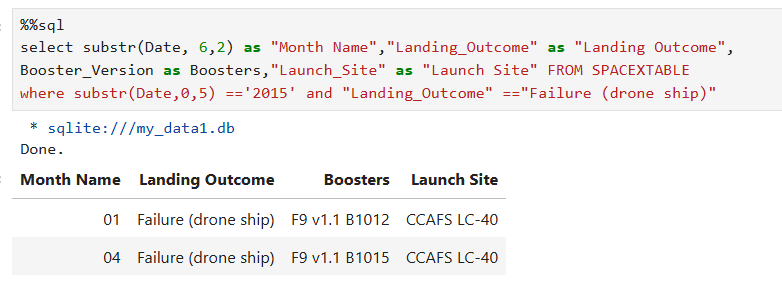 %%sql
select substr(Date, 6,2) as "Month Name","Landing_Outcome" as "Landing Outcome",
Booster_Version as Boosters,"Launch_Site" as "Launch Site" FROM SPACEXTABLE
where substr(Date,0,5) =='2015' and "Landing_Outcome" =="Failure (drone ship)"
* sqlite:///my_data1.db
Done.
Month Name Landing Outcome Boosters Launch Site
01 Failure (drone ship) F9 v1.1 B1012 CCAFS LC-40
04 Failure (drone ship) F9 v1.1 B1015 CCAFS LC-40